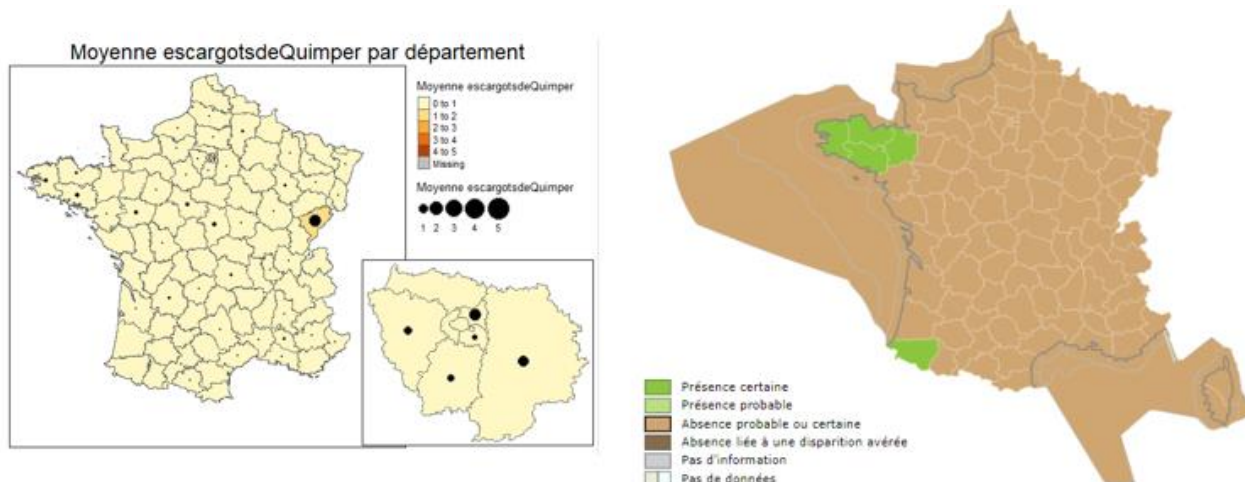 Moyenne escargotsdeQuimper par département
Moyenne escargotsdeQuimper
0 to 1
1 to 2
2 to 3
3 to 4
4 to 5
Missing
Moyenne escargotsdeQuimper
1 2 3 4 5
Présence certaine
Présence probable
Absence probable ou certaine
Absence liée à une disparition avérée
Pas d'information
Pas de données